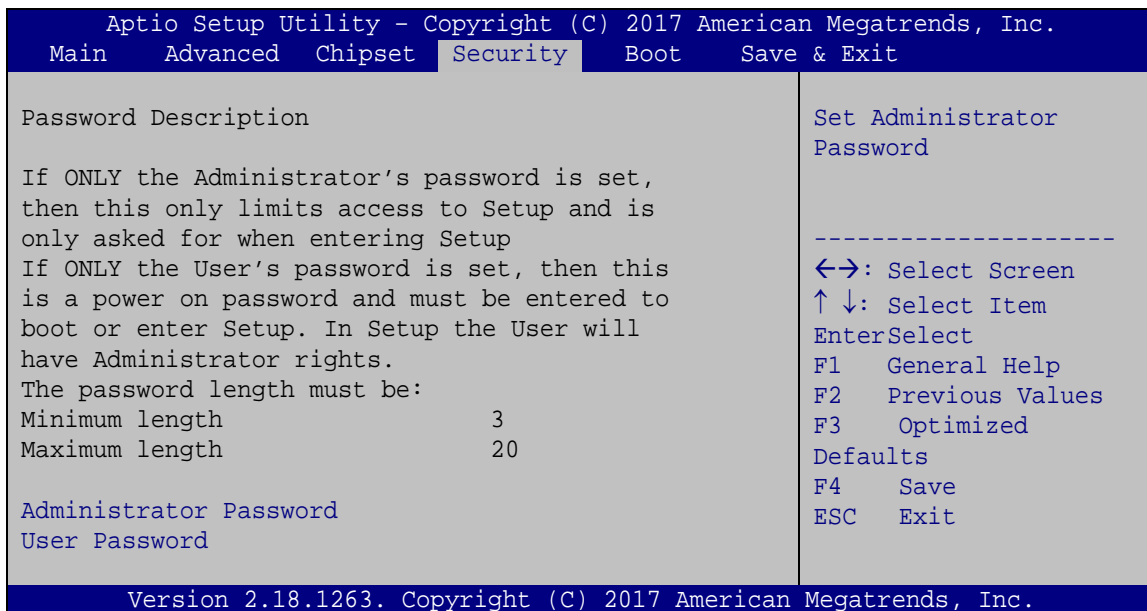 Aptio Setup Utility – Copyright (C) 2017 American Megatrends, Inc.
Main Advanced Chipset Security Boot Save & Exit
Password Description
If ONLY the Administrator’s password is set,
then this only limits access to Setup and is
only asked for when entering Setup
If ONLY the User’s password is set, then this
is a power on password and must be entered to
boot or enter Setup. In Setup the User will
have Administrator rights.
The password length must be:
Minimum length 3
Maximum length 20
Administrator Password
User Password
Set Administrator
Password
---------------------
←→: Select Screen
↑ ↓: Select Item
EnterSelect
F1 General Help
F2 Previous Values
F3 Optimized
Defaults
F4 Save
ESC Exit
Version 2.18.1263. Copyright (C) 2017 American Megatrends, Inc.